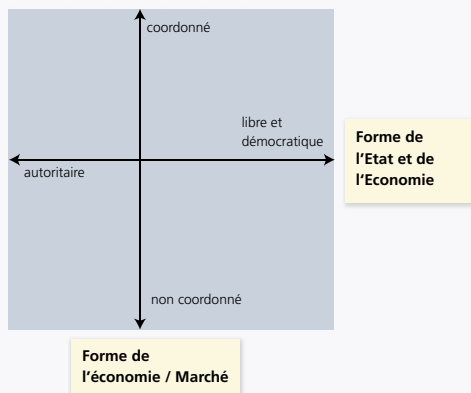 coordonné
libre et
démocratique
autoritaire
Forme de
l'Etat et de
l'Economie
non coordonné
Forme de
l'économie / Marché